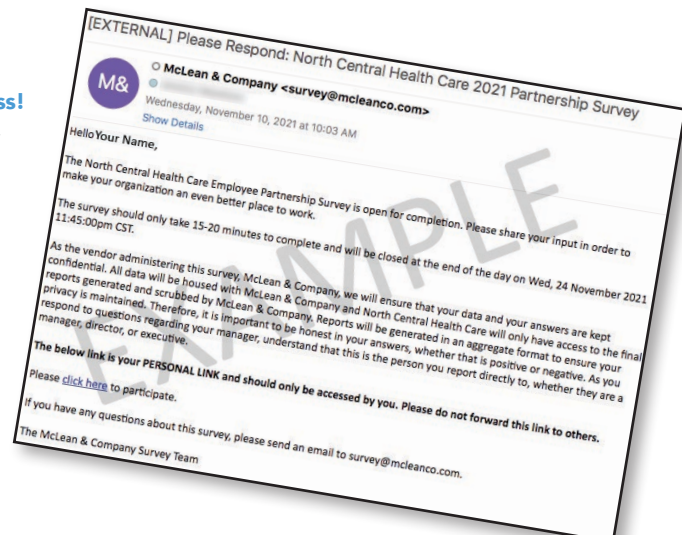 ss!
[EXTERNAL] Please Respond: North Central Health Care 2021 Partnership Survey
M&
McLean & Company <survey@mcleanco.com>
Wednesday, November 10, 2021 at 10:03 AM
Show Details
HelloYour Name,
The North Central Health Care Employee Partnership Survey is open for completion. Please share your input in order to
make your organization an even better place to work.
The survey should only take 15-20 minutes to complete and will be closed at the end of the day on Wed, 24 November 2021
11:45:00pm CST.
As the vendor administering this survey, McLean & Company, we will ensure that your data and your answers are kept
confidential. All data will be housed with McLean & Company and North Central Health Care will only have access to the final
reports generated and scrubbed by McLean & Company. Reports will be generated in an aggregate format to ensure your
privacy is maintained. Therefore, it is important to be honest in your answers, whether that is positive or negative. As you
respond to questions regarding your manager, understand that this is the person you report directly to, whether they are a
manager, director, or executive.
The below link is your PERSONAL LINK and should only be accessed by you. Please do not forward this link to others.
Please click here to participate.
If you have any questions about this survey, please send an email to survey@mcleanco.com.
The McLean & Company Survey Team
EXAMPLE